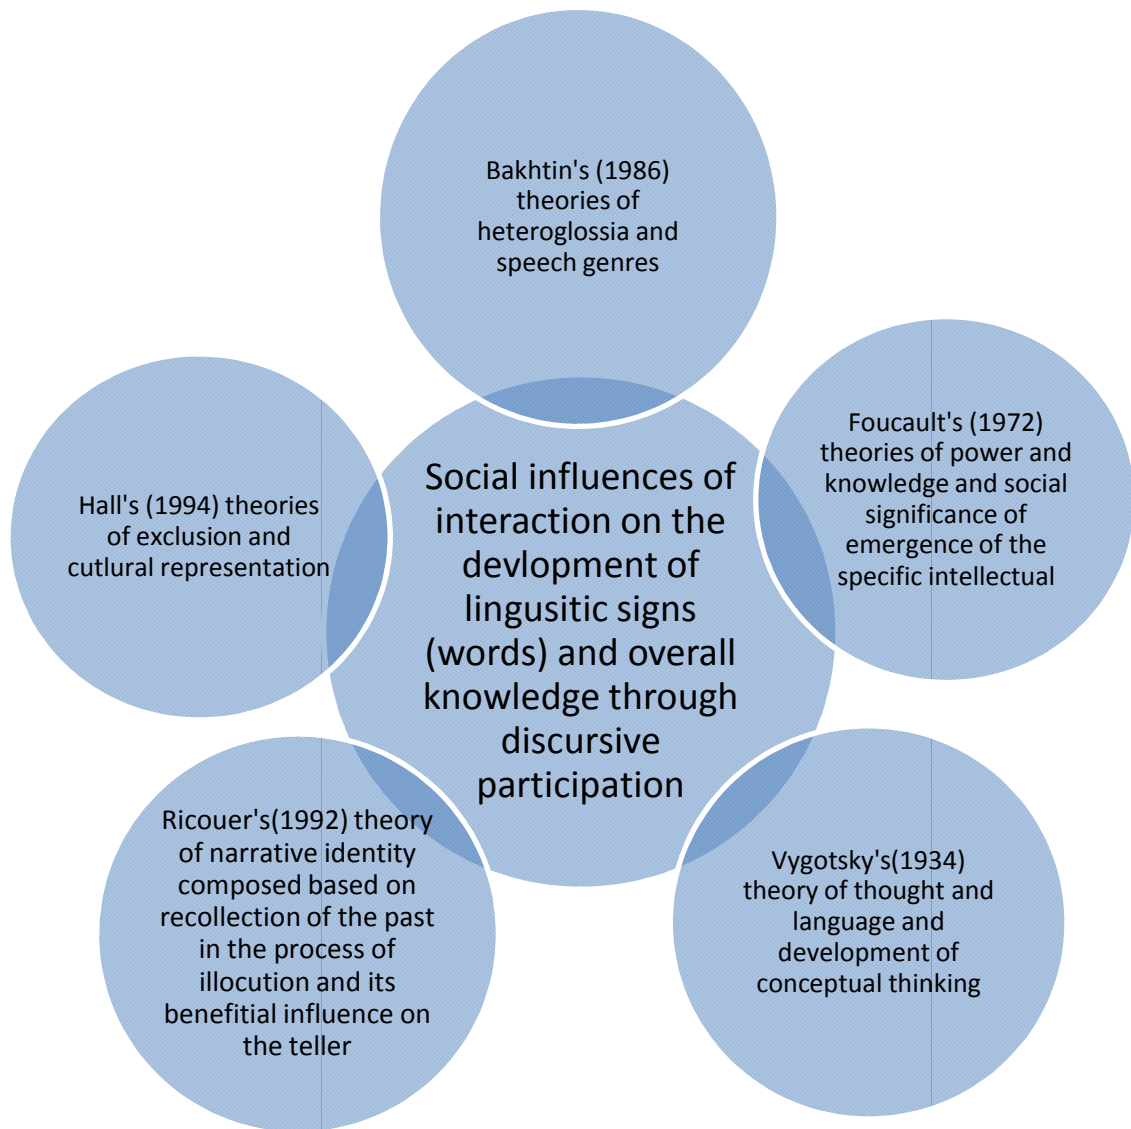 Bakhtin's (1986)
theories of
heteroglossia and
speech genres
Foucault's (1972)
theories of power and
knowledge and social
significance of
emergence of the
specific intellectual
Social influences of
interaction on the
devlopment of
lingusitic signs
(words) and overall
knowledge through
discursive
participation
Hall's (1994) theories
of exclusion and
cutlural representation
Ricouer's(1992) theory
of narrative identity
composed based on
recollection of the past
in the process of
illocution and its
benefitial influence on
the teller
Vygotsky's(1934)
theory of thought and
language and
development of
conceptual thinking